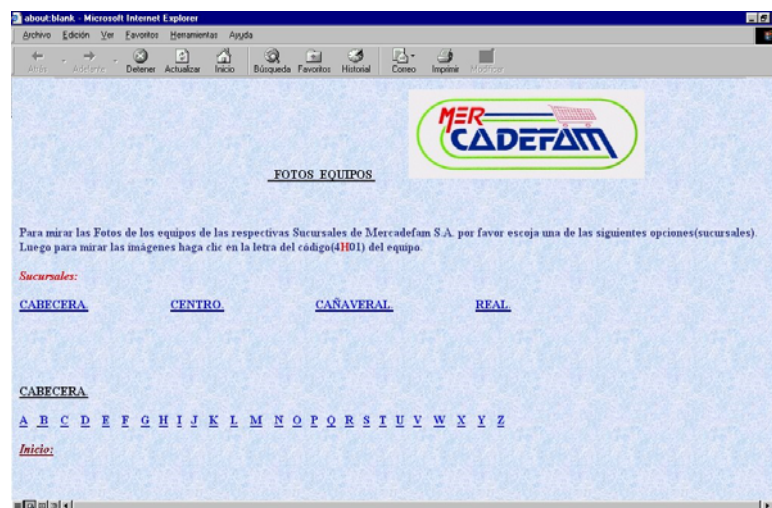 about:blank - Microsoft Internet Explorer
Archivo Edición Ver Favoritos Herramientas Ayuda
Atrás Adelante Detener Actualizar Inicio Búsqueda Favoritos Historial Correo Imprimir Modificar
MER
CADEFAM
FOTOS EQUIPOS
Para mirar las Fotos de los equipos de las respectivas Sucursales de Mercadefam S.A. por favor escoja una de las siguientes opciones(sucursales).
Luego para mirar las imágenes haga clic en la letra del código(4H01) del equipo.
Sucursales:
CABECERA. CENTRO. CAÑAVERAL. REAL.
CABECERA.
A B C D E F G H I J K L M N O P Q R S T U V W X Y Z
Inicio: